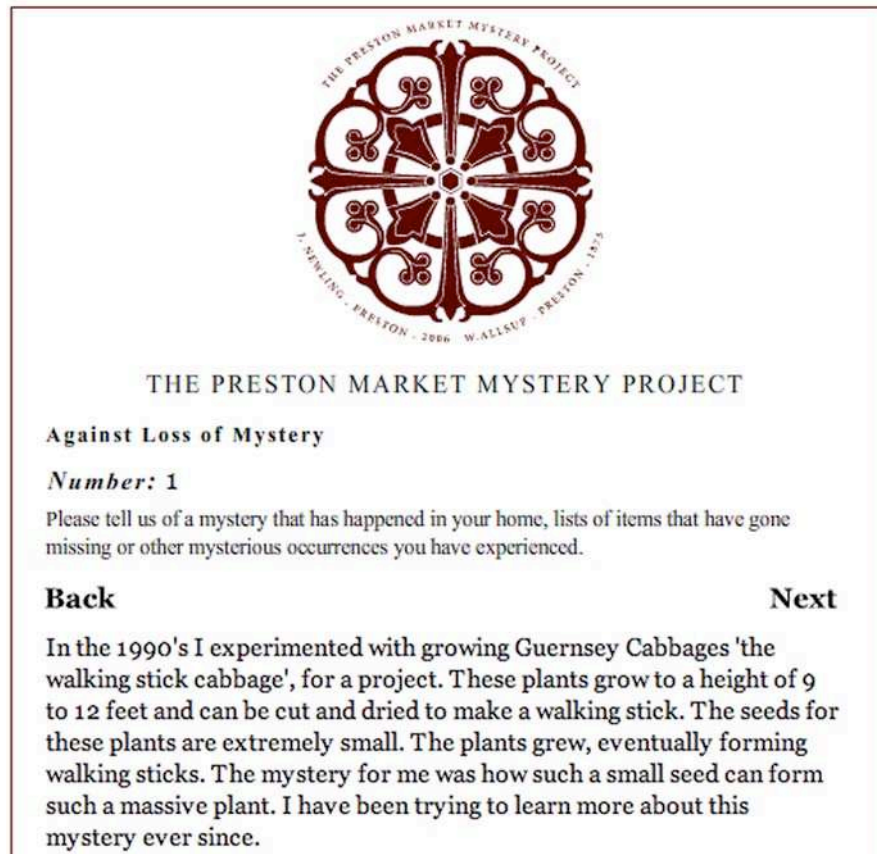 THE PRESTON MARKET MYSTERY PROJECT
J. NEWLING . PRESTON . 2006 W.ALLSUP . PRESTON . 1875
THE PRESTON MARKET MYSTERY PROJECT
Against Loss of Mystery
Number: 1
Please tell us of a mystery that has happened in your home, lists of items that have gone
missing or other mysterious occurrences you have experienced.
Back Next
In the 1990's I experimented with growing Guernsey Cabbages 'the
walking stick cabbage', for a project. These plants grow to a height of 9
to 12 feet and can be cut and dried to make a walking stick. The seeds for
these plants are extremely small. The plants grew, eventually forming
walking sticks. The mystery for me was how such a small seed can form
such a massive plant. I have been trying to learn more about this
mystery ever since.